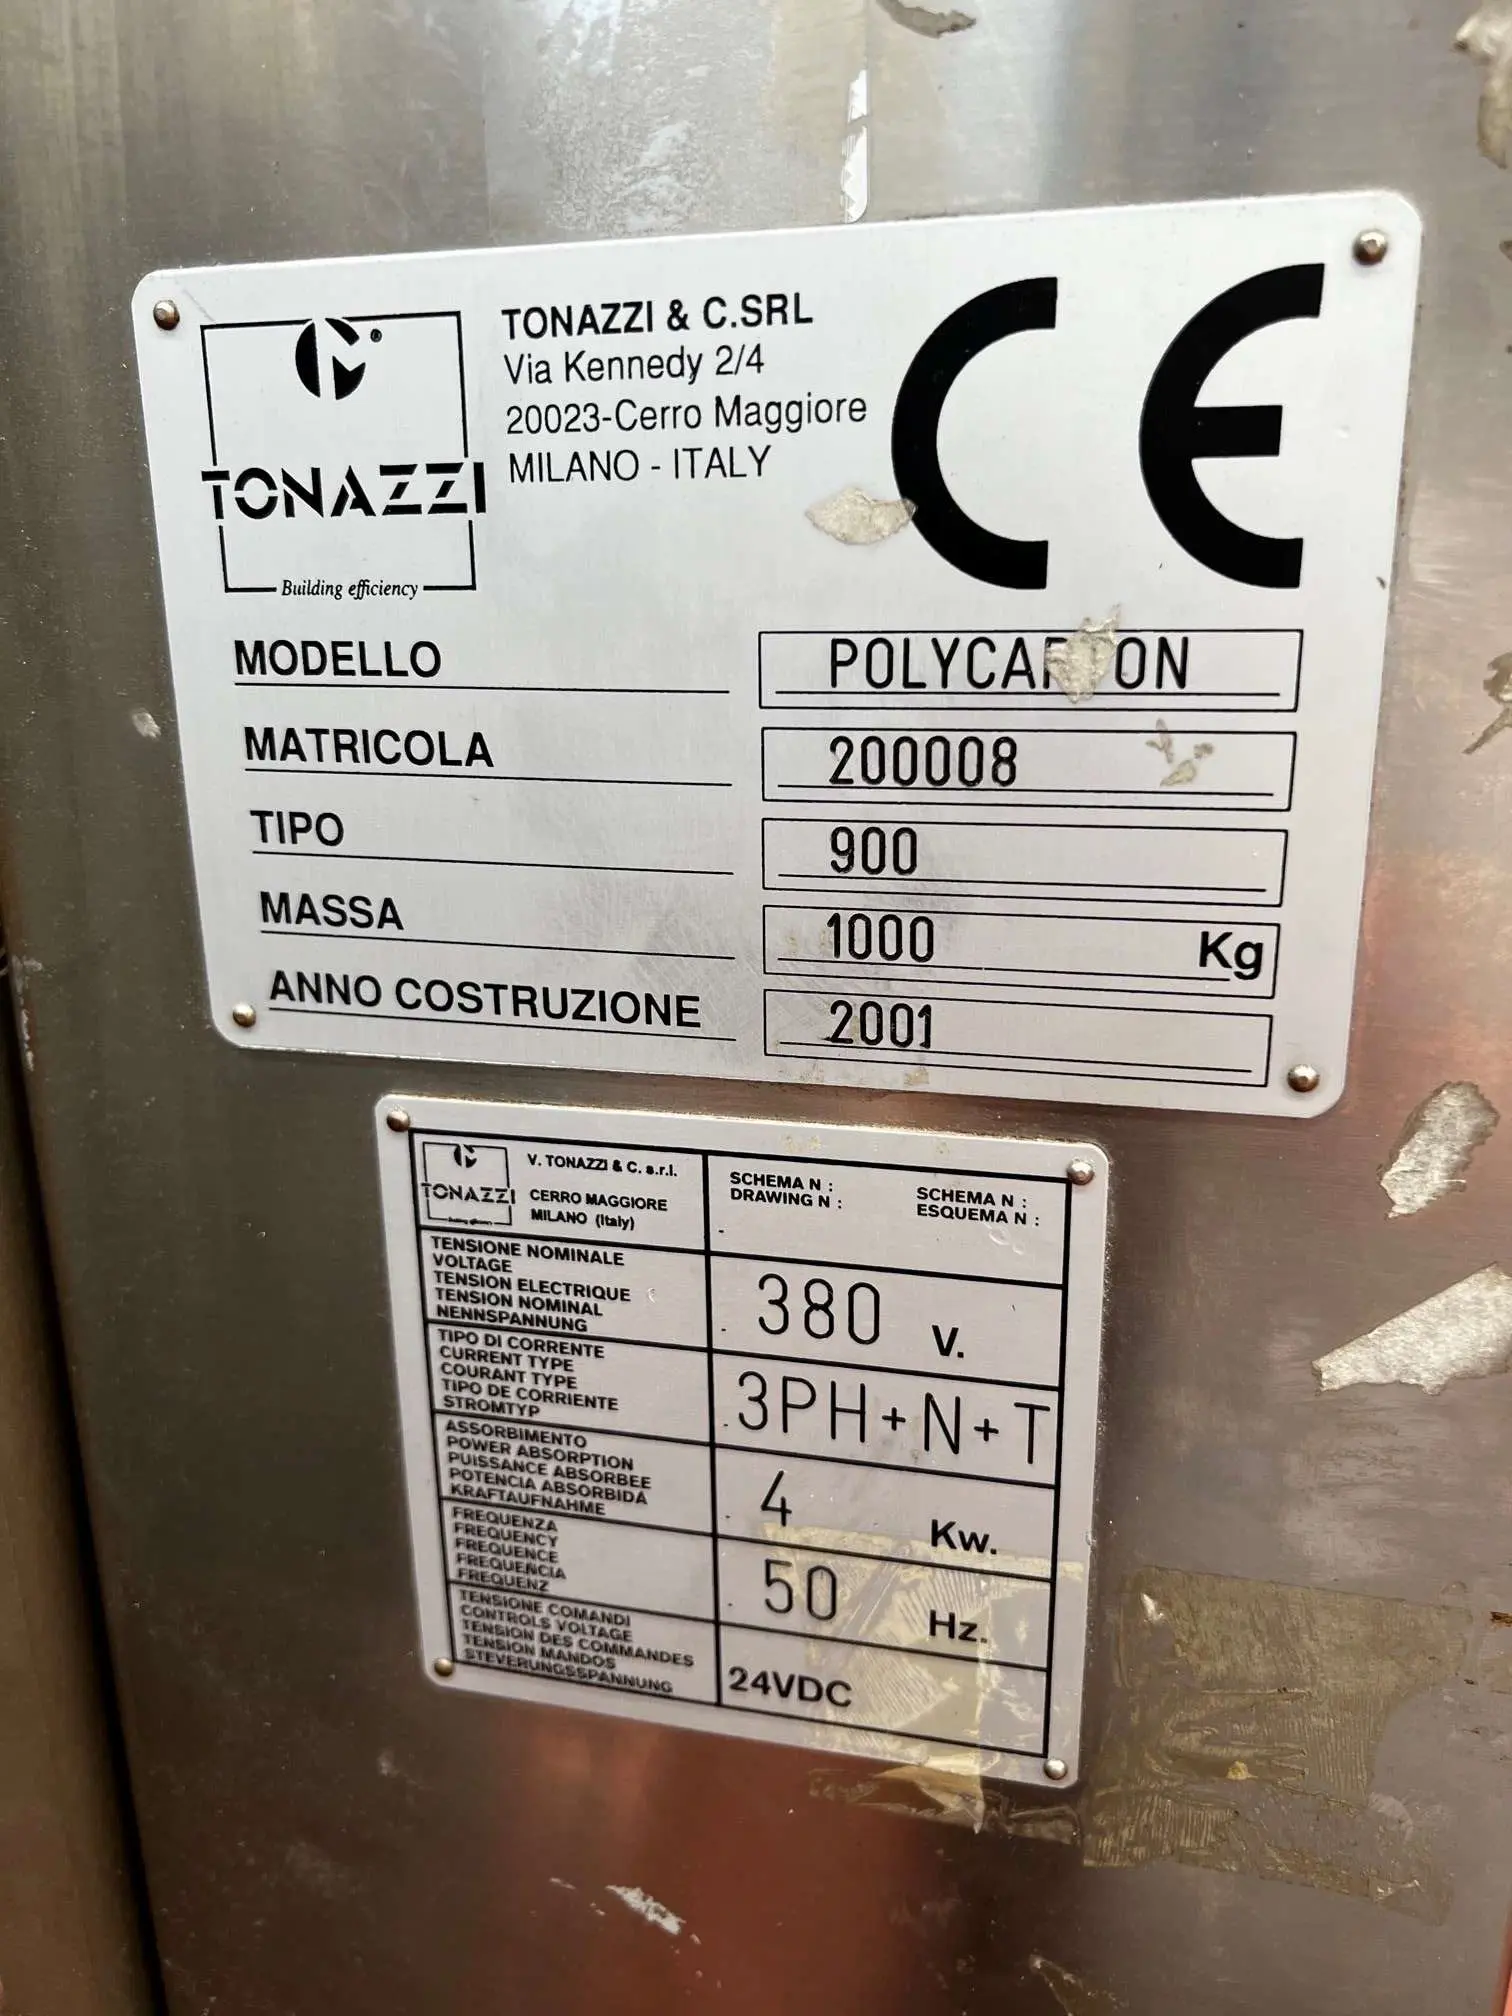 TONAZZI
Building efficiency
TONAZZI & C.SRL
Via Kennedy 2/4
20023-Cerro Maggiore
MILANO - ITALY
CE
MODELLO
MATRICOLA 200008
TIPO 900
MASSA 1000 Kg
ANNO COSTRUZIONE 2001
TONAZZI
V. TONAZZI & C. s.r.l.
CERRO MAGGIORE
MILANO (Italy)
SCHEMA N :
DRAWING N :
SCHEMA N :
ESQUEMA N :
TENSIONE NOMINALE
VOLTAGE
TENSION ELECTRIQUE
TENSION NOMINAL
NENNSPANNUNG
380 V.
TIPO DI CORRENTE
CURRENT TYPE
COURANT TYPE
TIPO DE CORRIENTE
STROMTYP
3PH+N+T
ASSORBIMENTO
POWER ABSORPTION
PUISSANCE ABSORBEE
POTENCIA ABSORBIDA
KRAFTAUFNAHME
4 Kw.
FREQUENZA
FREQUENCY
FREQUENCE
FREQUENCIA
FREQUENZ
50 Hz.
TENSIONE COMANDI
CONTROLS VOLTAGE
TENSION DES COMMANDES
TENSION MANDOS
STEVERUNGSSPANNUNG
24VDC